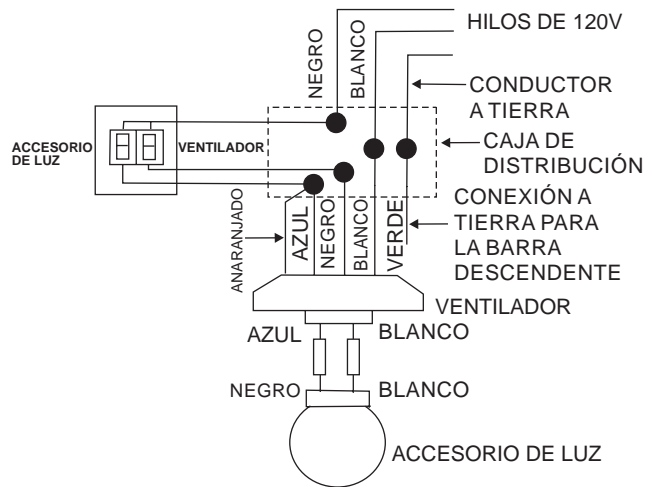 HILOS DE 120V
NEGRO
BLANCO
CONDUCTOR
A TIERRA
ACCESORIO
DE LUZ
VENTILADOR
CAJA DE
DISTRIBUCIÓN
ANARANJADO
AZUL
NEGRO
BLANCO
VERDE
CONEXIÓN A
TIERRA PARA
LA BARRA
DESCENDENTE
VENTILADOR
AZUL
BLANCO
NEGRO
BLANCO
ACCESORIO DE LUZ